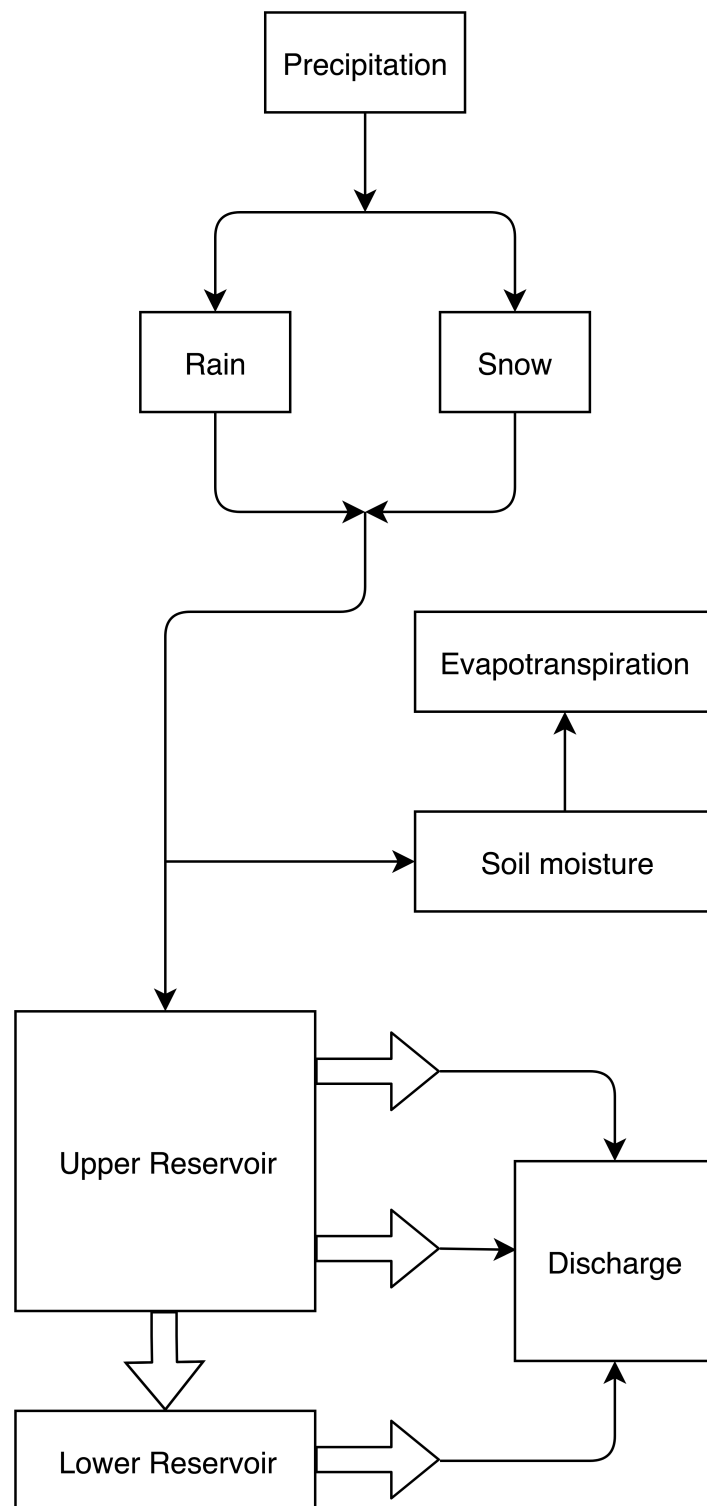 Precipitation
Rain
Snow
Evapotranspiration
Soil moisture
Upper Reservoir
Discharge
Lower Reservoir